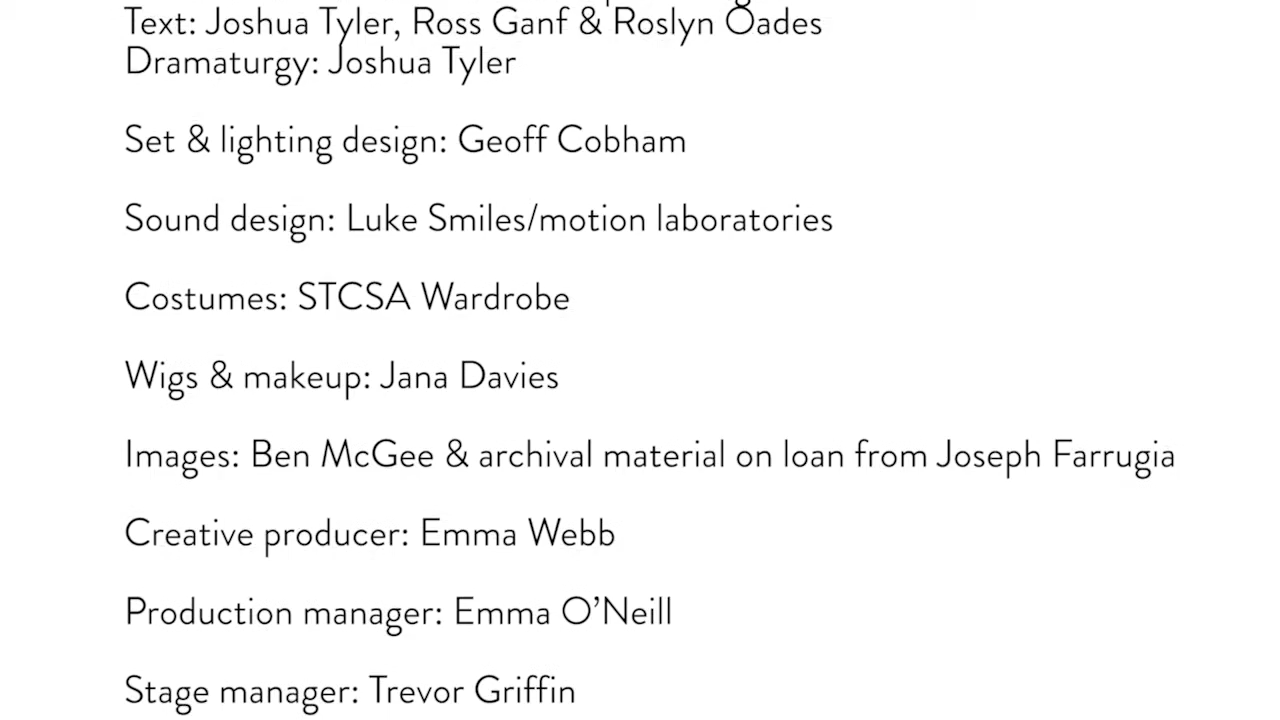 Text: Joshua Tyler, Ross Ganf & Roslyn Oades
Dramaturgy: Joshua Tyler
Set & lighting design: Geoff Cobham
Sound design: Luke Smiles/motion laboratories
Costumes: STCSA Wardrobe
Wigs & makeup: Jana Davies
Images: Ben McGee & archival material on loan from Joseph Farrugia
Creative producer: Emma Webb
Production manager: Emma O’Neill
Stage manager: Trevor Griffin